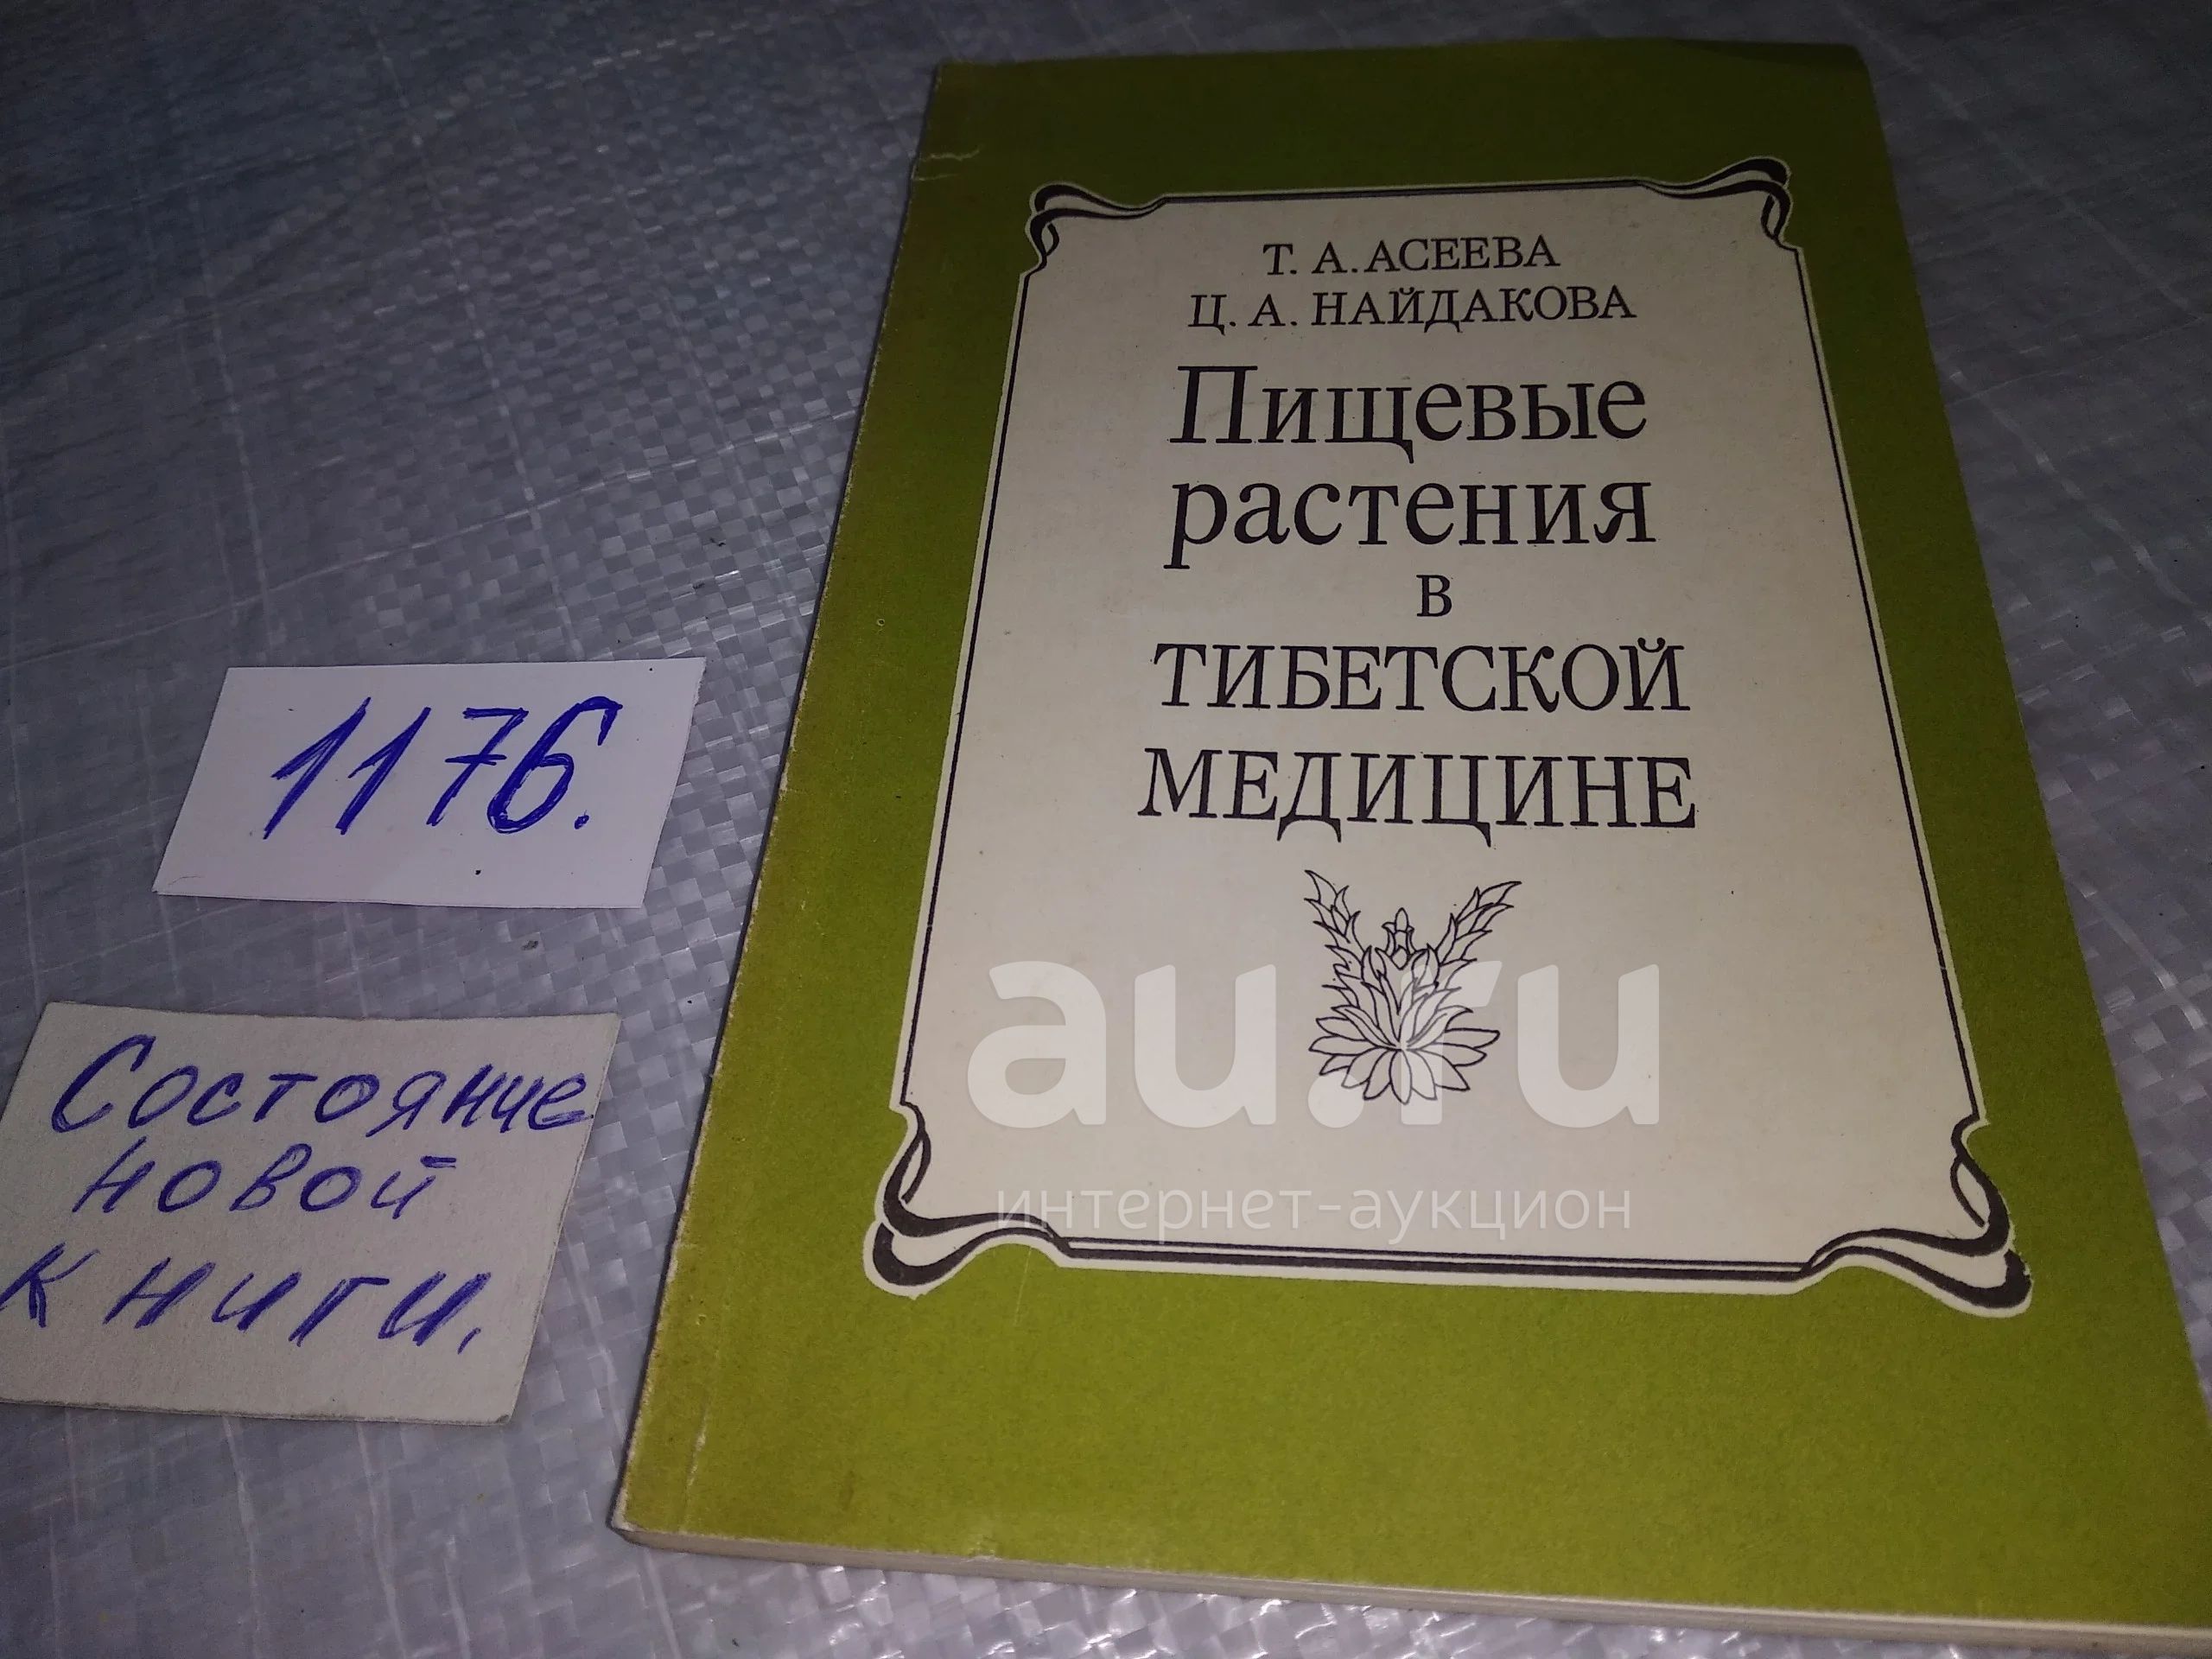 Т. А. АСЕЕВА
Ц. А. НАЙДАКОВА
Пищевые
растения
в
ТИБЕТСКОЙ
МЕДИЦИНЕ
1176.
Состояние
новой
книги.
au.ru
интернет-аукцион